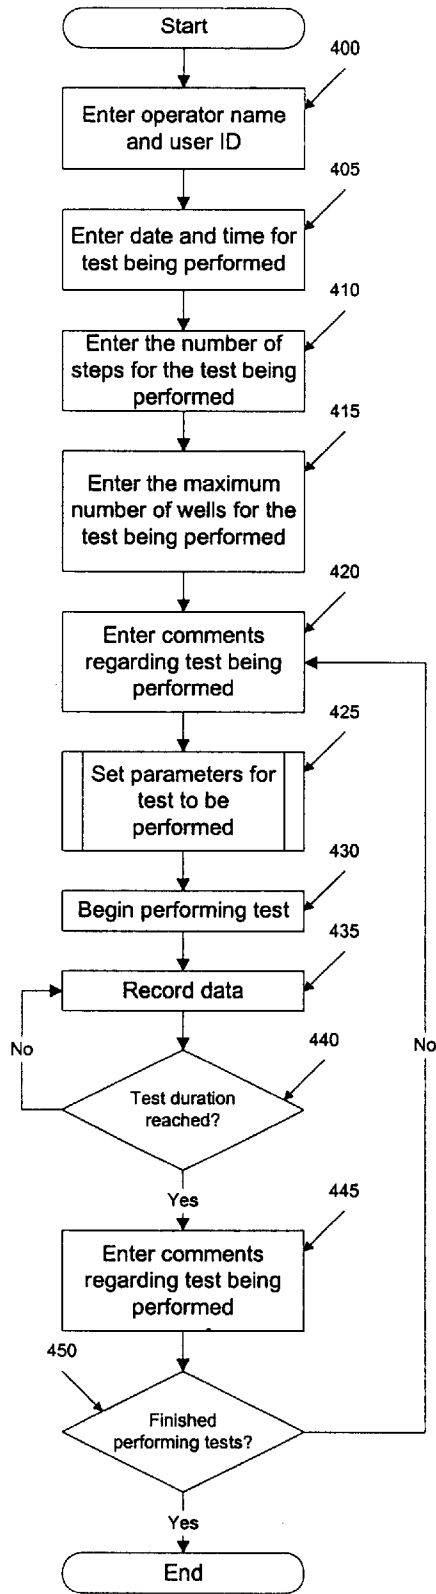 Start
400
Enter operator name
and user ID
405
Enter date and time for
test being performed
410
Enter the number of
steps for the test being
performed
415
Enter the maximum
number of wells for the
test being performed
420
Enter comments
regarding test being
performed
425
Set parameters for
test to be
performed
430
Begin performing test
435
Record data
No
440
Test duration
reached?
No
Yes
445
Enter comments
regarding test being
performed
450
Finished
performing tests?
Yes
End